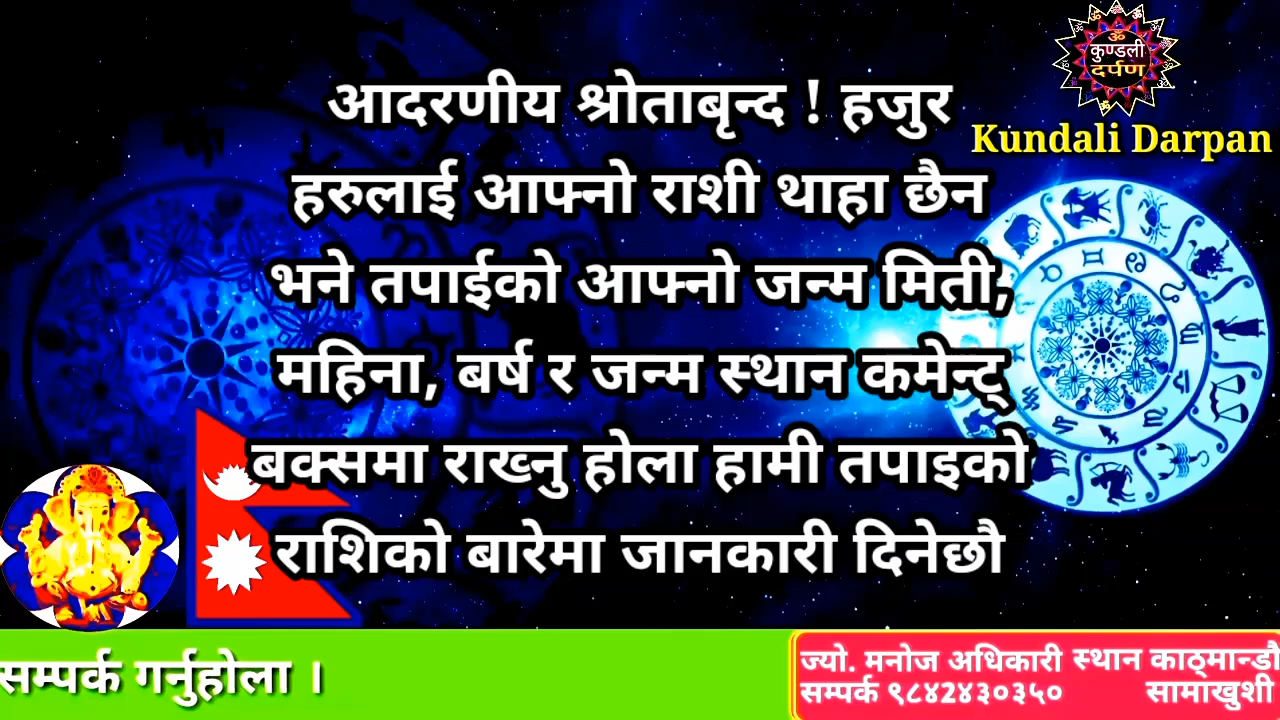 ॐ
कुण्डली
दर्पण
Kundali Darpan
आदरणीय श्रोताबृन्द ! हजुर
हरुलाई आफ्नो राशी थाहा छैन
भने तपाईको आफ्नो जन्म मिती,
महिना, बर्ष र जन्म स्थान कमेन्ट्
बक्समा राख्नु होला हामी तपाइको
राशिको बारेमा जानकारी दिनेछौ
सम्पर्क गर्नुहोला ।
ज्यो. मनोज अधिकारी स्थान काठ्मान्डौ
सम्पर्क ९८४२४३०३५० सामाखुशी